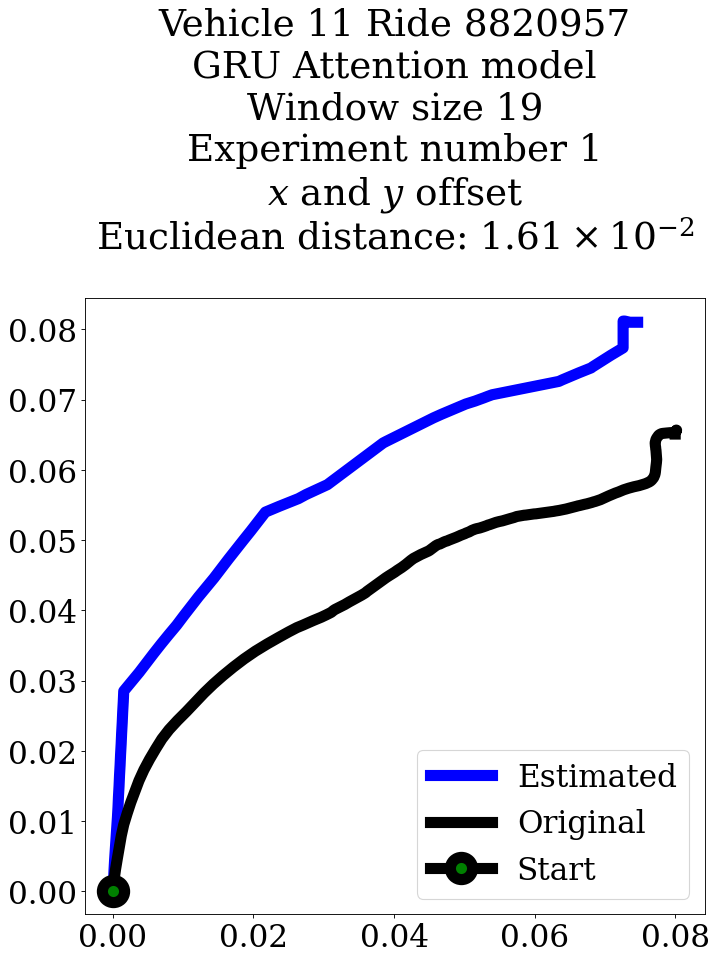 Vehicle 11 Ride 8820957
GRU Attention model
Window size 19
Experiment number 1
x and y offset
Euclidean distance: 1.61 × 10⁻²
0.08
0.07
0.06
0.05
0.04
0.03
0.02
0.01
0.00
Estimated
Original
Start
0.00 0.02 0.04 0.06 0.08